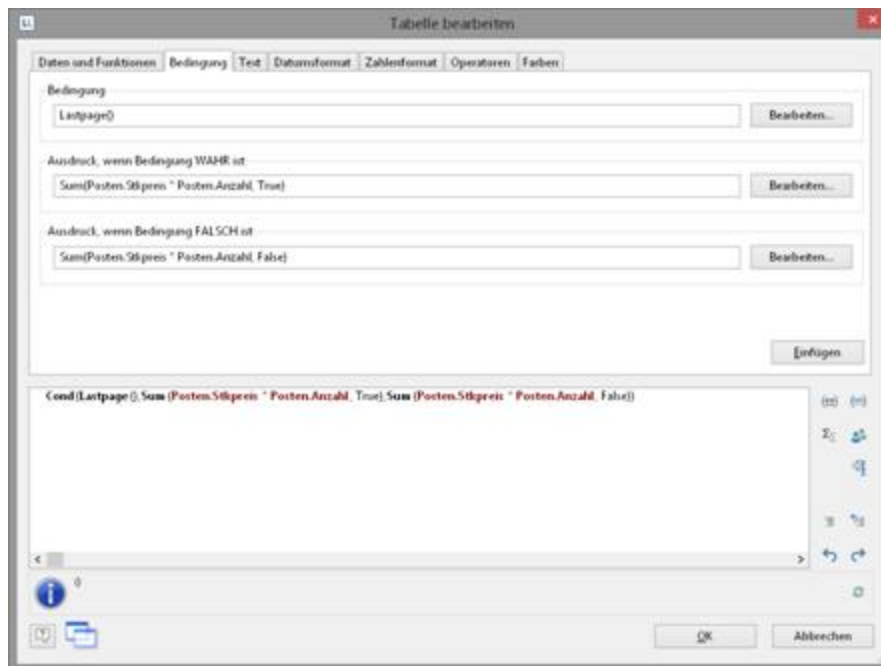 LL
Tabelle bearbeiten
Daten und Funktionen Bedingung Text Datumsformat Zahlenformat Operatoren Farben
Bedingung
Lastpage() Bearbeiten...
Ausdruck, wenn Bedingung WAHR ist
Sum(Posten.Stkpreis * Posten.Anzahl, True) Bearbeiten...
Ausdruck, wenn Bedingung FALSCH ist
Sum(Posten.Stkpreis * Posten.Anzahl, False) Bearbeiten...
Einfügen
Cond (Lastpage (), Sum (Posten.Stkpreis * Posten.Anzahl, True), Sum (Posten.Stkpreis * Posten.Anzahl, False))
0
OK Abbrechen